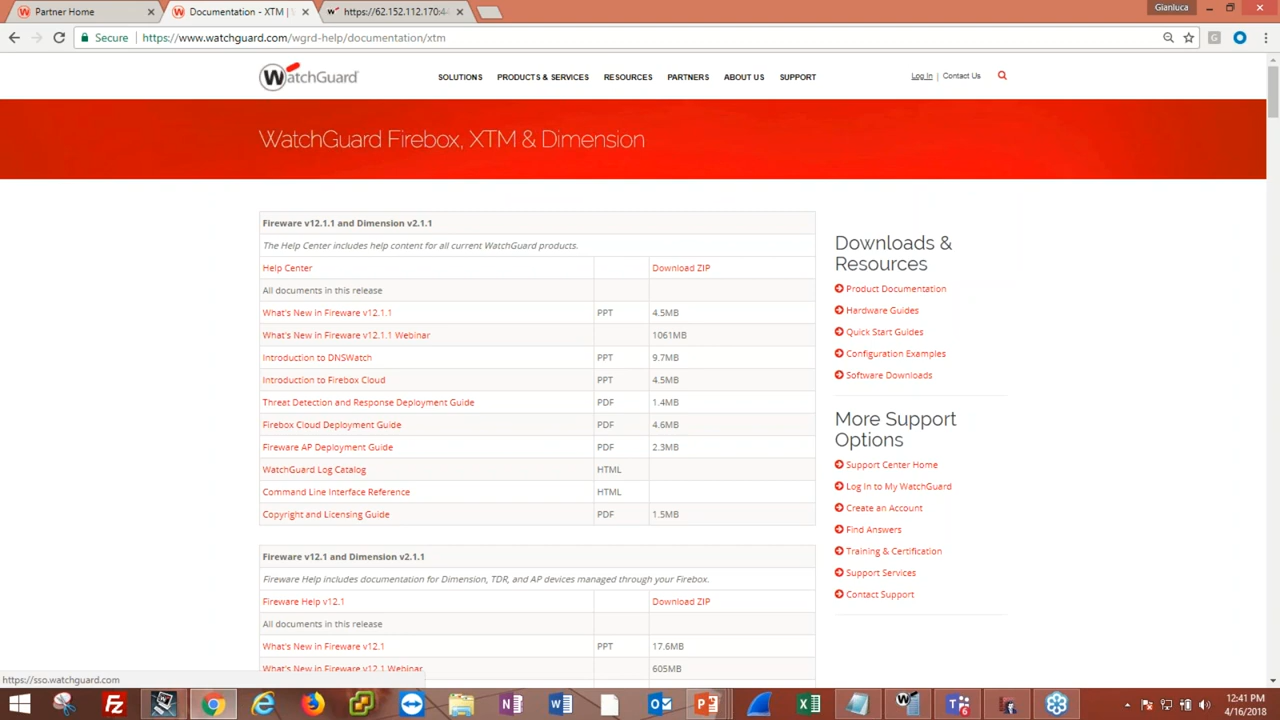 Partner Home
Documentation - XTM |
https://62.152.112.170:4
Gianluca
Secure
https://www.watchguard.com/wgrd-help/documentation/xtm
WatchGuard
SOLUTIONS
PRODUCTS & SERVICES
RESOURCES
PARTNERS
ABOUT US
SUPPORT
Log in | Contact Us
WatchGuard Firebox, XTM & Dimension
Fireware v12.1.1 and Dimension v2.1.1
The Help Center includes help content for all current WatchGuard products.
Help Center Download ZIP
All documents in this release
What's New in Fireware v12.1.1 PPT 4.5MB
What's New in Fireware v12.1.1 Webinar 1061MB
Introduction to DNSWatch PPT 9.7MB
Introduction to Firebox Cloud PPT 4.5MB
Threat Detection and Response Deployment Guide PDF 1.4MB
Firebox Cloud Deployment Guide PDF 4.6MB
Fireware AP Deployment Guide PDF 2.3MB
WatchGuard Log Catalog HTML
Command Line Interface Reference HTML
Copyright and Licensing Guide PDF 1.5MB
Fireware v12.1 and Dimension v2.1.1
Fireware Help includes documentation for Dimension, TDR, and AP devices managed through your Firebox.
Fireware Help v12.1 Download ZIP
All documents in this release
What's New in Fireware v12.1 PPT 17.6MB
What's New in Fireware v12.1 Webinar 605MB
Downloads &
Resources
Product Documentation
Hardware Guides
Quick Start Guides
Configuration Examples
Software Downloads
More Support
Options
Support Center Home
Log In to My WatchGuard
Create an Account
Find Answers
Training & Certification
Support Services
Contact Support
https://sso.watchguard.com
12:41 PM
4/16/2018